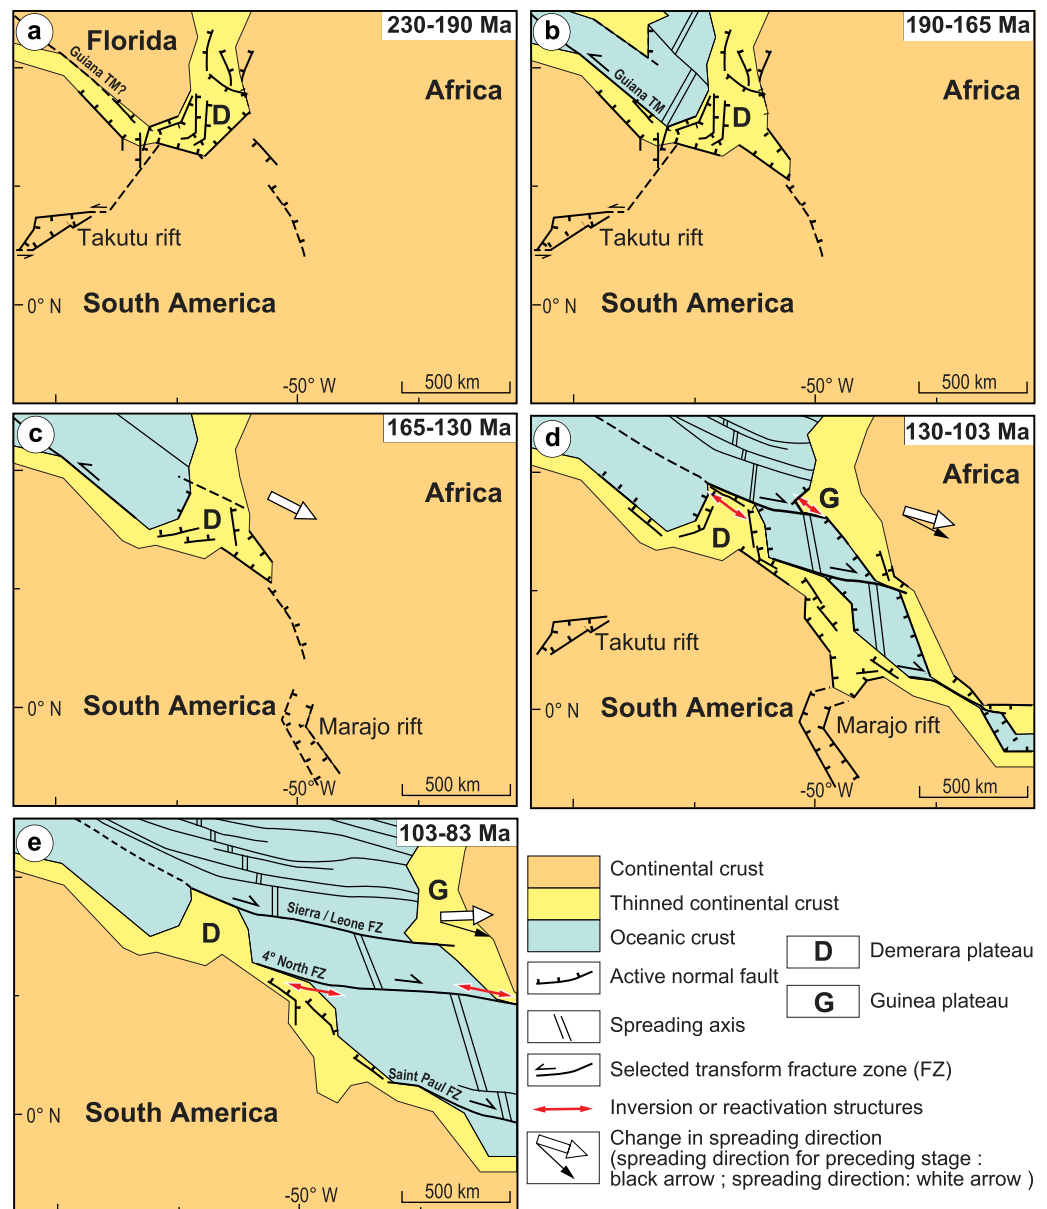 a
230-190 Ma
Florida
Guiana TM?
Africa
D
Takutu rift
0° N
South America
-50° W
500 km
b
190-165 Ma
Africa
Guiana TM
D
Takutu rift
0° N
South America
-50° W
500 km
c
165-130 Ma
Africa
D
0° N
South America
Marajo rift
-50° W
500 km
d
130-103 Ma
Africa
G
D
Takutu rift
South America
0° N
Marajo rift
-50° W
500 km
e
103-83 Ma
G
Sierra / Leone FZ
D
4° North FZ
Saint Paul FZ
0° N
South America
-50° W
500 km
Continental crust
Thinned continental crust
Oceanic crust
D
Demerara plateau
Active normal fault
G
Guinea plateau
Spreading axis
Selected transform fracture zone (FZ)
Inversion or reactivation structures
Change in spreading direction
(spreading direction for preceding stage :
black arrow ; spreading direction: white arrow )